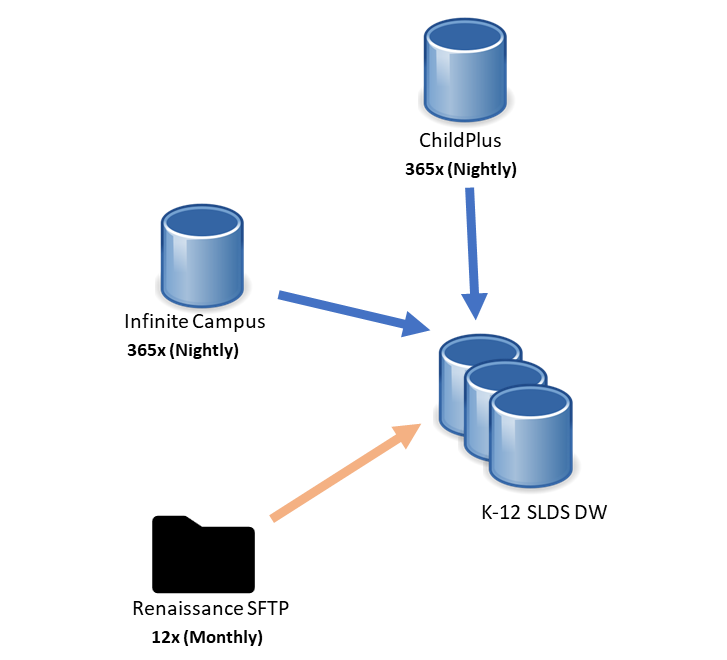 ChildPlus
365x (Nightly)
Infinite Campus
365x (Nightly)
K-12 SLDS DW
Renaissance SFTP
12x (Monthly)